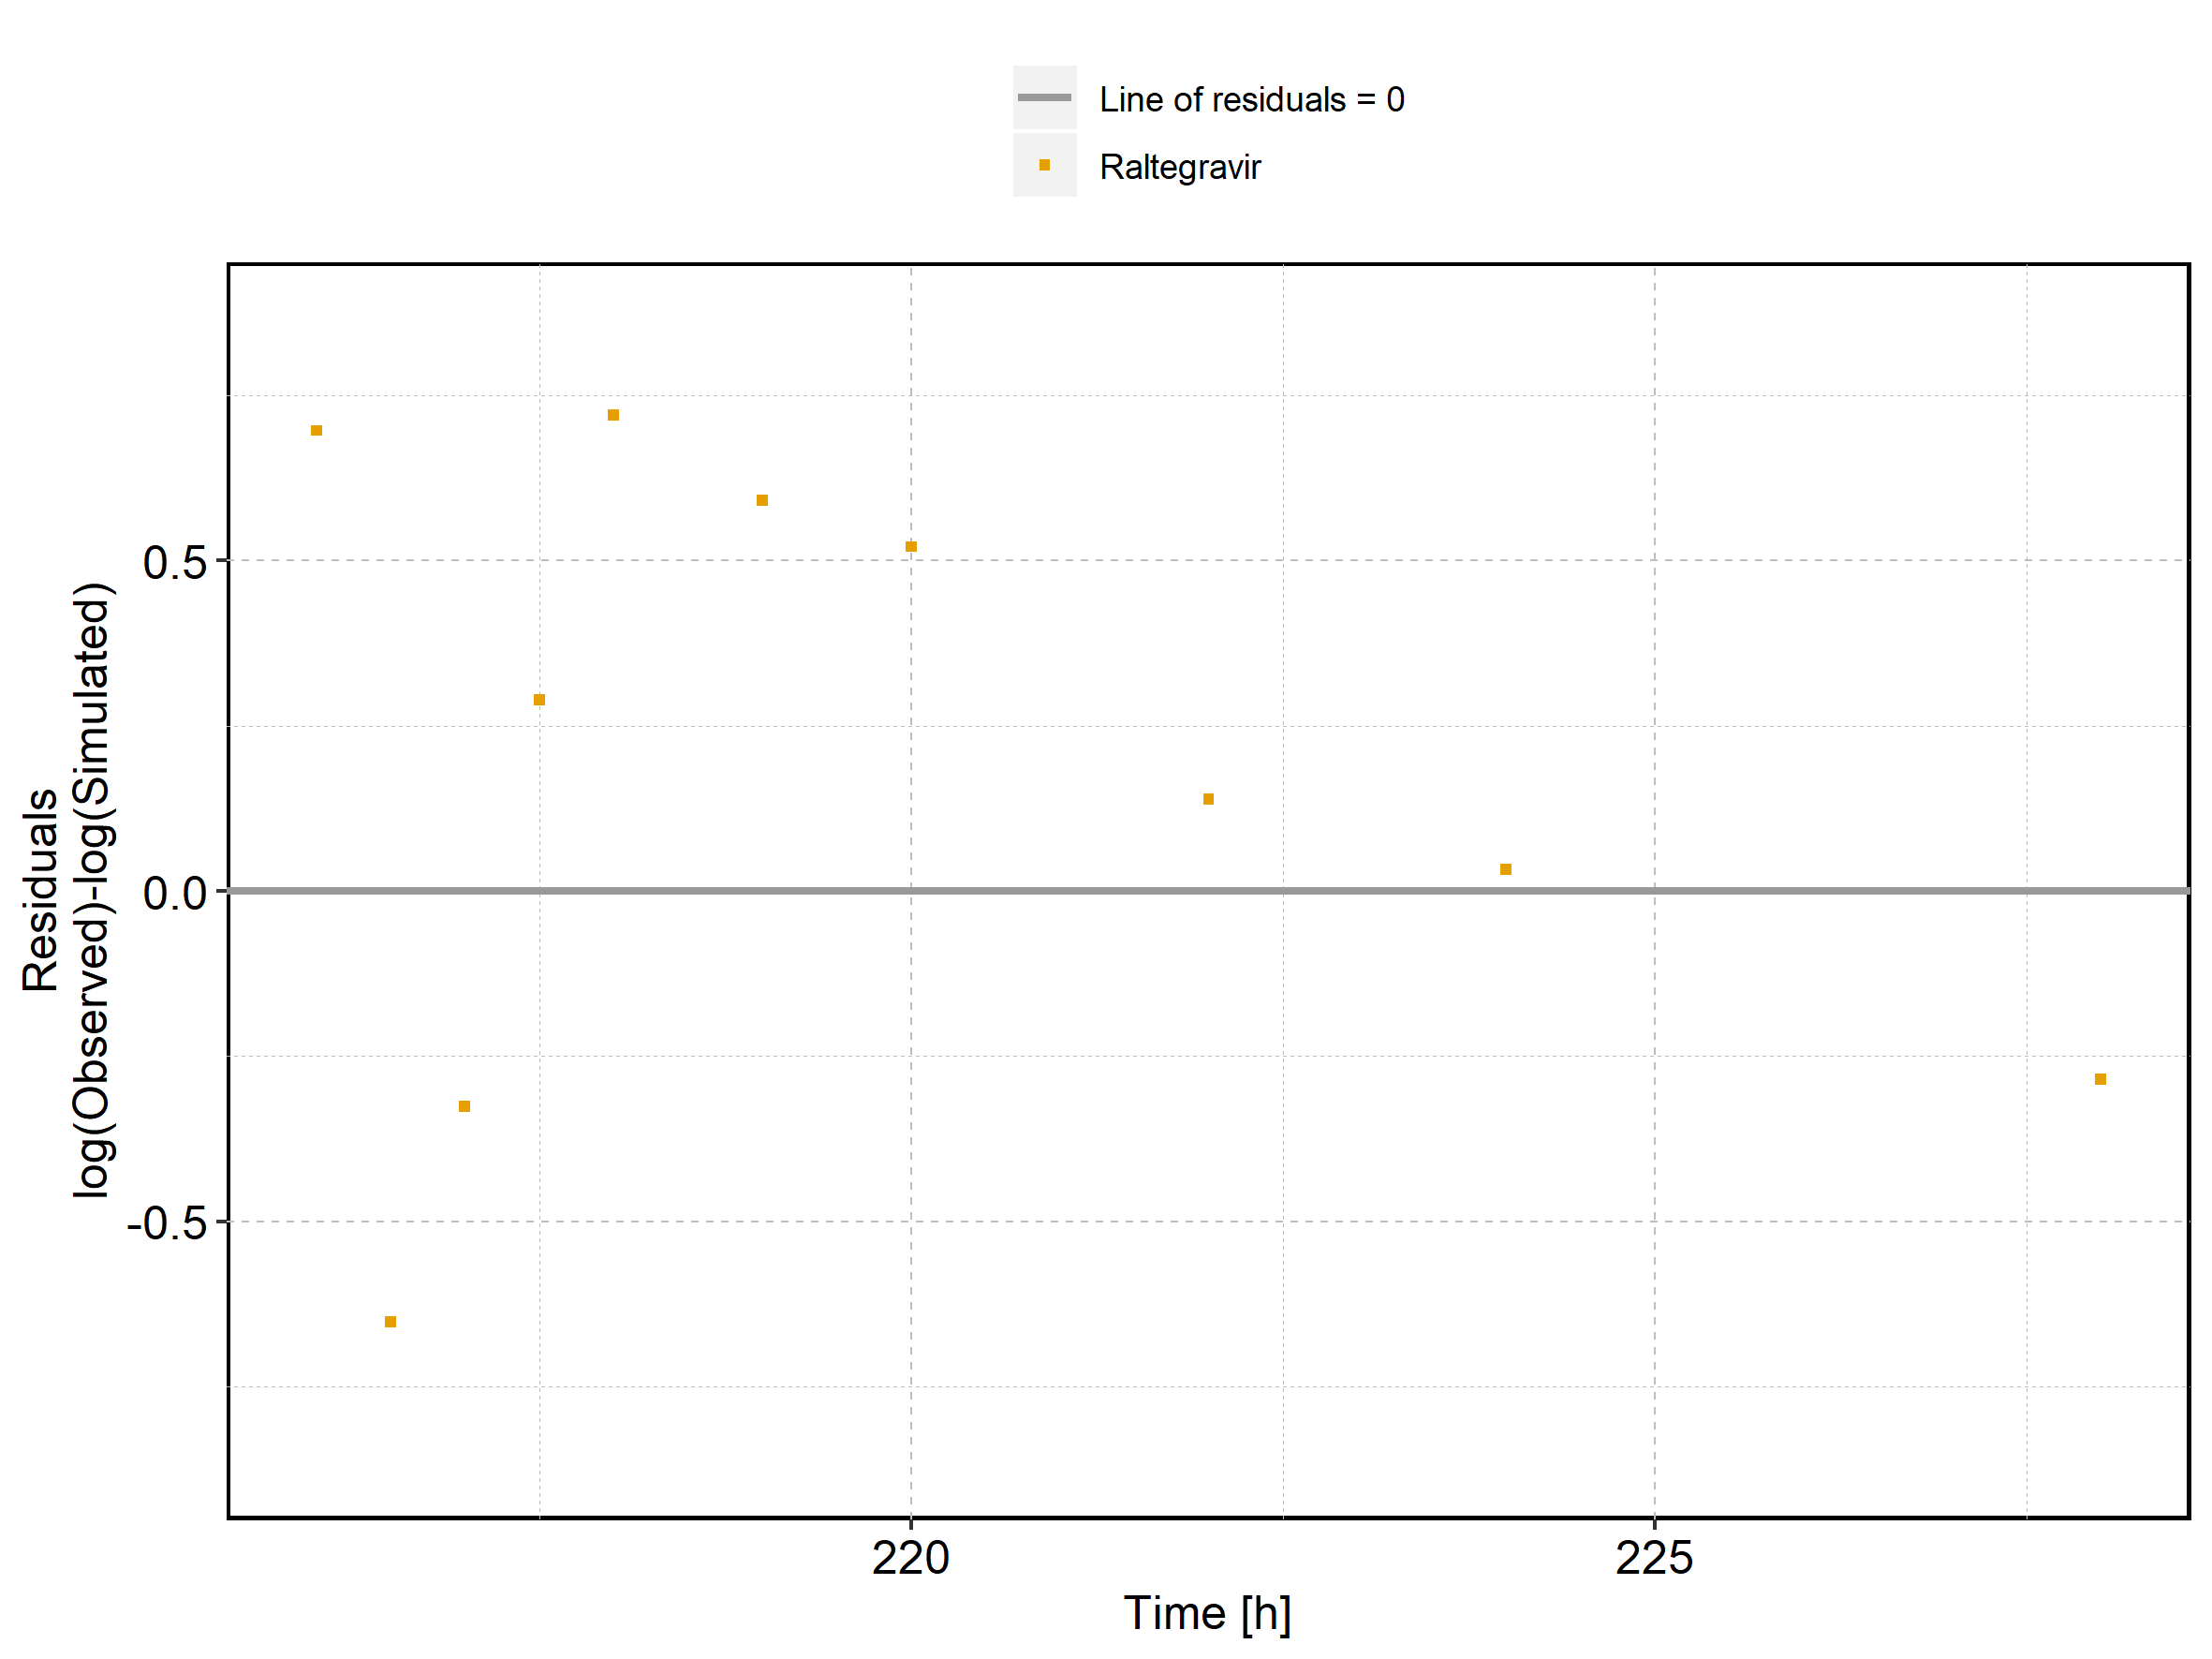 Line of residuals = 0
Raltegravir
Residuals
log(Observed)-log(Simulated)
0.5
0.0
-0.5
220
225
Time [h]